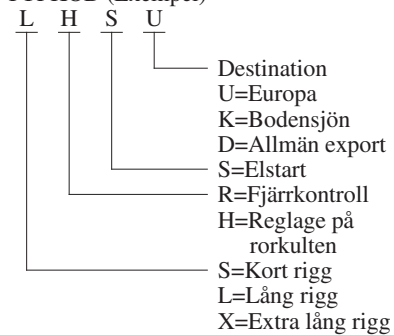 L H S U
Destination
U=Europa
K=Bodensjön
D=Allmän export
S=Elstart
R=Fjärrkontroll
H=Reglage på
rorkulten
S=Kort rigg
L=Lång rigg
X=Extra lång rigg